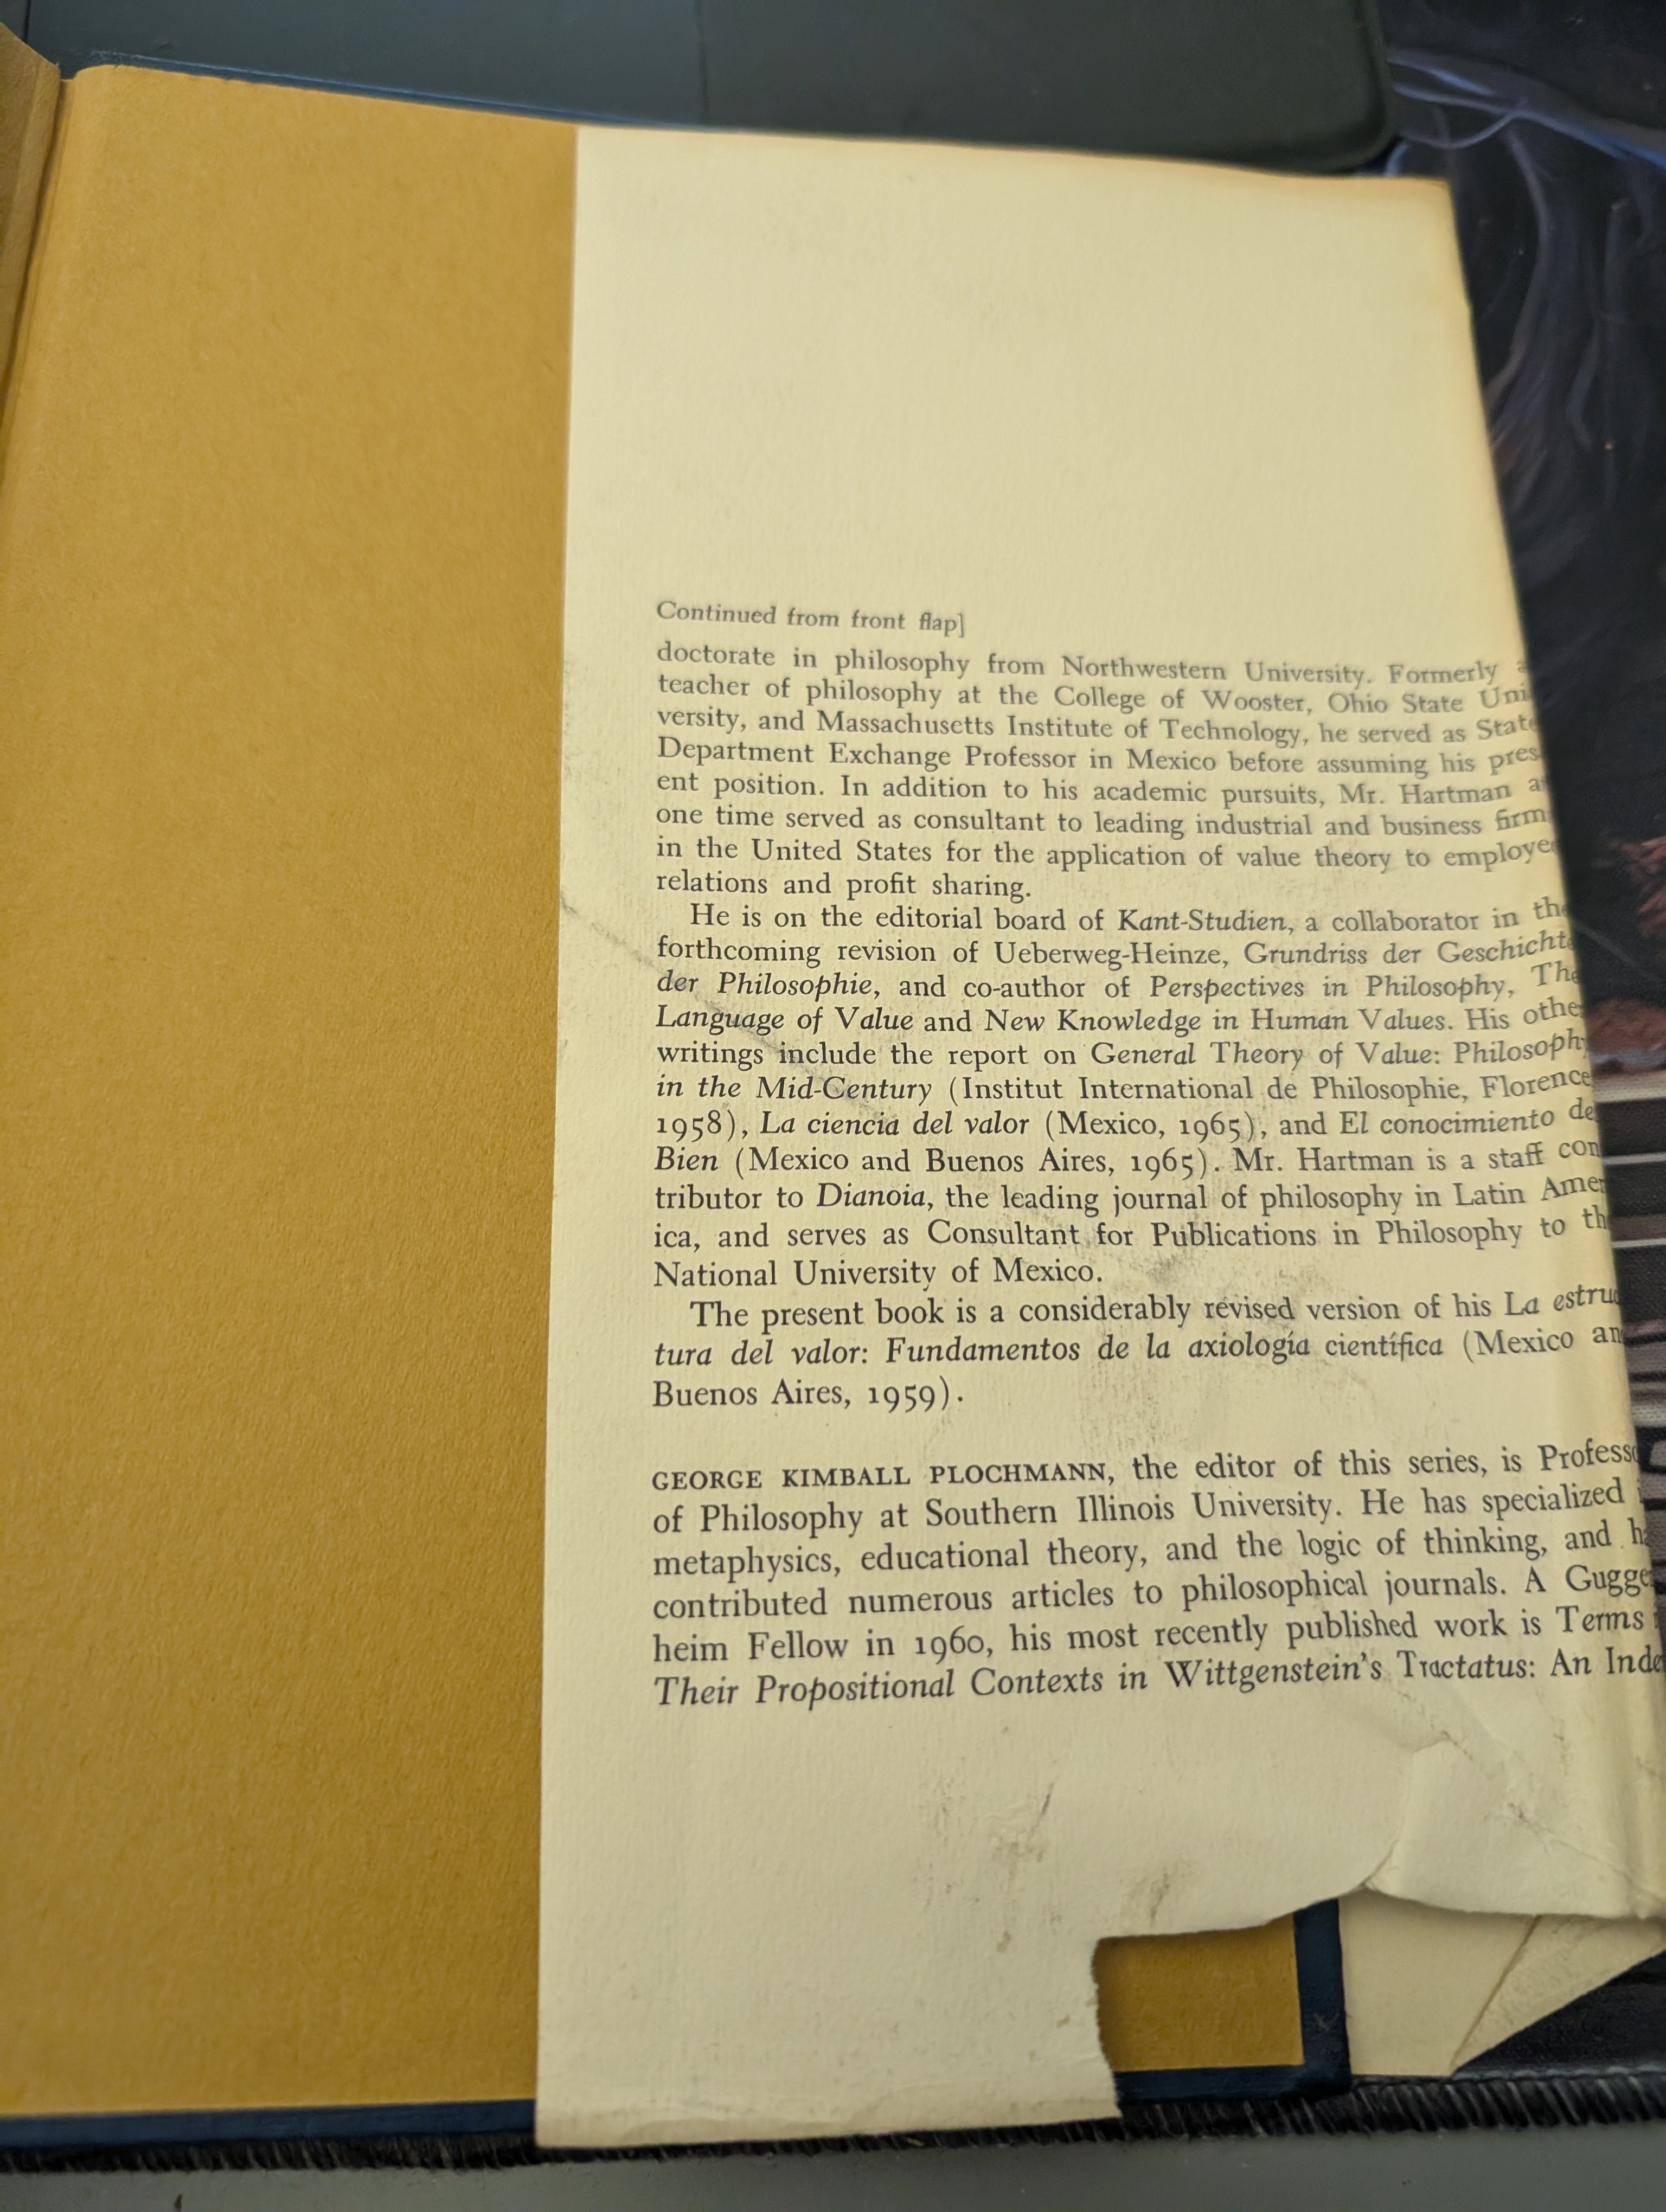 Continued from front flap]
doctorate in philosophy from Northwestern University. Formerly
teacher of philosophy at the College of Wooster, Ohio State Uni
versity, and Massachusetts Institute of Technology, he served as State
Department Exchange Professor in Mexico before assuming his pres
ent position. In addition to his academic pursuits, Mr. Hartman
one time served as consultant to leading industrial and business firm
in the United States for the application of value theory to employe
relations and profit sharing.
He is on the editorial board of Kant-Studien, a collaborator in the
forthcoming revision of Ueberweg-Heinze, Grundriss der Geschichte
der Philosophie, and co-author of Perspectives in Philosophy, The
Language of Value and New Knowledge in Human Values. His othe
writings include the report on General Theory of Value: Philosoph
in the Mid-Century (Institut International de Philosophie, Florence
1958), La ciencia del valor (Mexico, 1965), and El conocimiento de
Bien (Mexico and Buenos Aires, 1965). Mr. Hartman is a staff con
tributor to Dianoia, the leading journal of philosophy in Latin Amer
ica, and serves as Consultant for Publications in Philosophy to th
National University of Mexico.
The present book is a considerably revised version of his La estruc
tura del valor: Fundamentos de la axiología científica (Mexico an
Buenos Aires, 1959).
GEORGE KIMBALL PLOCHMANN, the editor of this series, is Professo
of Philosophy at Southern Illinois University. He has specialized
metaphysics, educational theory, and the logic of thinking, and ha
contributed numerous articles to philosophical journals. A Gugge
heim Fellow in 1960, his most recently published work is Terms
Their Propositional Contexts in Wittgenstein's Tractatus: An Inde